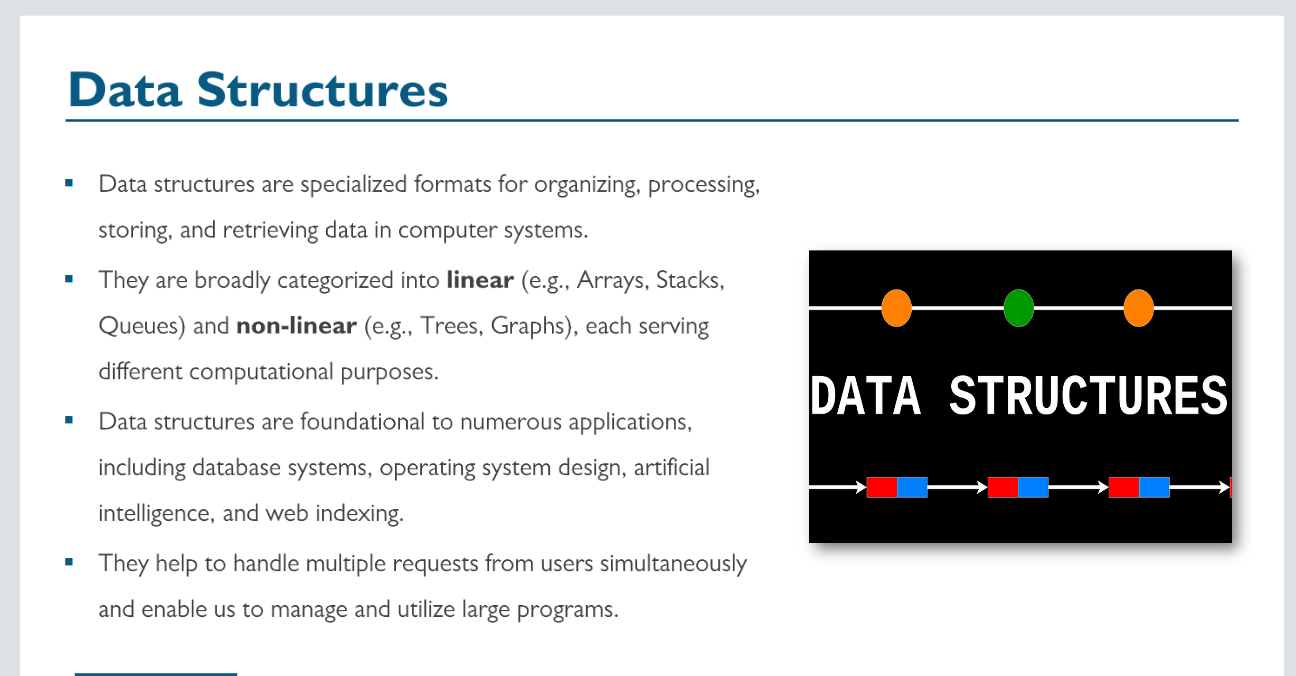 Data Structures
▪ Data structures are specialized formats for organizing, processing,
storing, and retrieving data in computer systems.
▪ They are broadly categorized into linear (e.g., Arrays, Stacks,
Queues) and non-linear (e.g., Trees, Graphs), each serving
different computational purposes.
▪ Data structures are foundational to numerous applications,
including database systems, operating system design, artificial
intelligence, and web indexing.
▪ They help to handle multiple requests from users simultaneously
and enable us to manage and utilize large programs.
DATA STRUCTURES